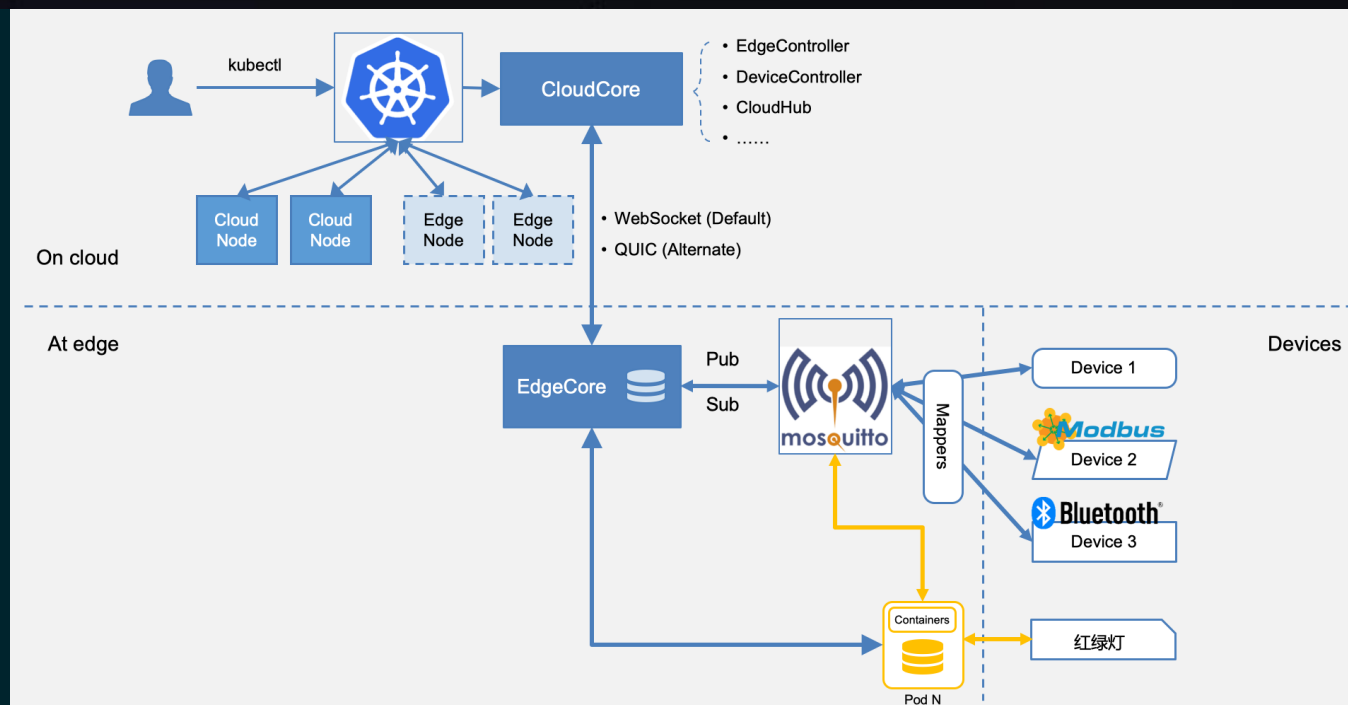 kubectl
CloudCore
• EdgeController
• DeviceController
• CloudHub
• ......
Cloud
Node
Cloud
Node
Edge
Node
Edge
Node
• WebSocket (Default)
• QUIC (Alternate)
On cloud
At edge
Devices
EdgeCore
Pub
Sub
mosquitto
Mappers
Device 1
Modbus
Device 2
Bluetooth®
Device 3
Containers
红绿灯
Pod N